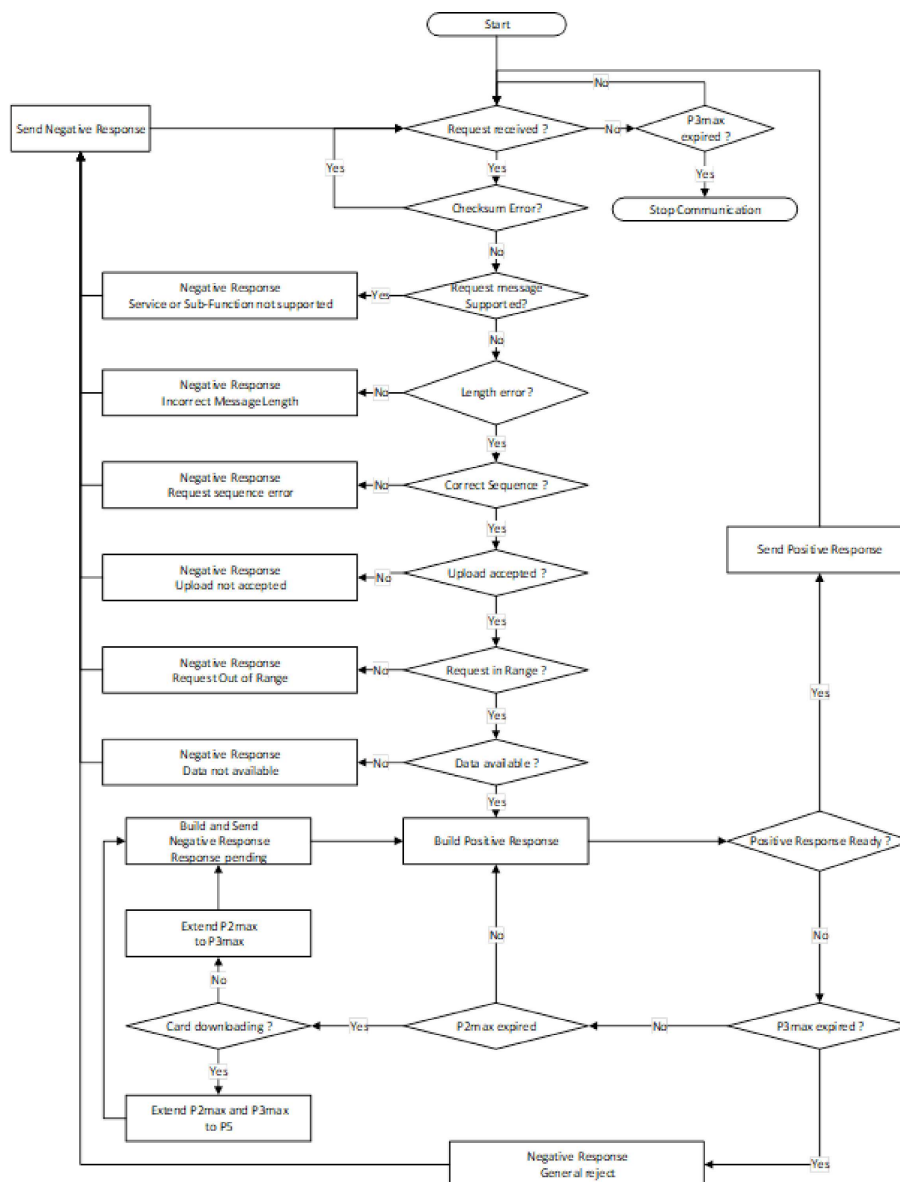 Start
No
Send Negative Response
Request received ?
No
P3max
expired ?
Yes
Yes
Yes
Checksum Error?
Stop Communication
No
Negative Response
Service or Sub-Function not supported
Yes
Request message
Supported?
No
Negative Response
Incorrect Message Length
No
Length error ?
Yes
Negative Response
Request sequence error
No
Correct Sequence ?
Yes
Send Positive Response
Negative Response
Upload not accepted
No
Upload accepted ?
Yes
Negative Response
Request Out of Range
No
Request in Range ?
Yes
Yes
Negative Response
Data not available
No
Data available ?
Yes
Build and Send
Negative Response
Response pending
Build Positive Response
Positive Response Ready ?
Extend P2max
to P3max
No
No
No
Card downloading ?
Yes
P2max expired
No
P3max expired ?
Yes
Extend P2max and P3max
to P5
Negative Response
General reject
Yes